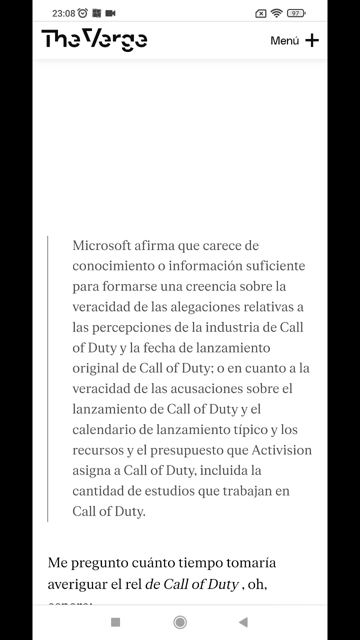 23:08
97
The Verge
Menú
Microsoft afirma que carece de
conocimiento o información suficiente
para formarse una creencia sobre la
veracidad de las alegaciones relativas a
las percepciones de la industria de Call
of Duty y la fecha de lanzamiento
original de Call of Duty; o en cuanto a la
veracidad de las acusaciones sobre el
lanzamiento de Call of Duty y el
calendario de lanzamiento típico y los
recursos y el presupuesto que Activision
asigna a Call of Duty, incluida la
cantidad de estudios que trabajan en
Call of Duty.
Me pregunto cuánto tiempo tomaría
averiguar el rel de Call of Duty , oh,